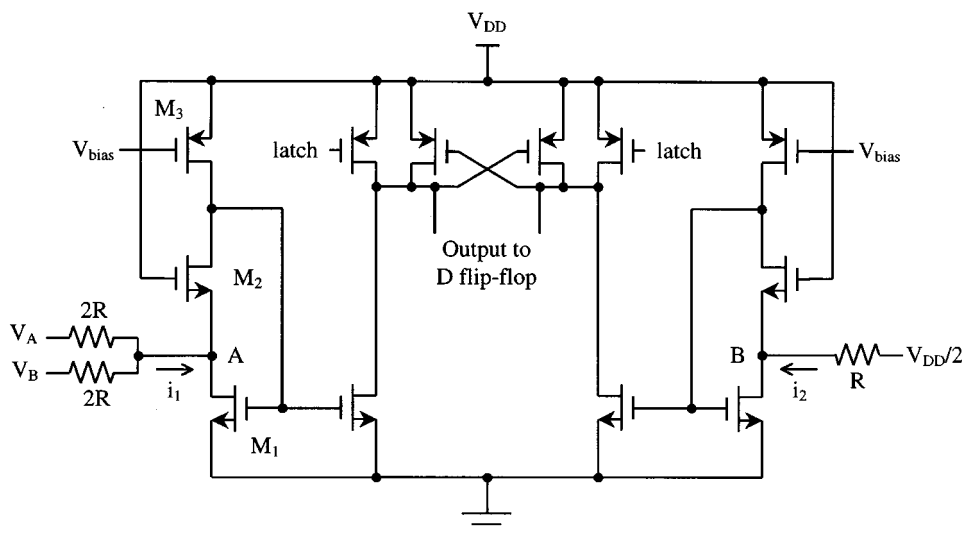 V_DD
M_3
V_bias
latch
latch
V_bias
Output to
D flip-flop
M_2
2R
V_A
A
B
V_DD/2
V_B
2R
i_1
i_2
R
M_1